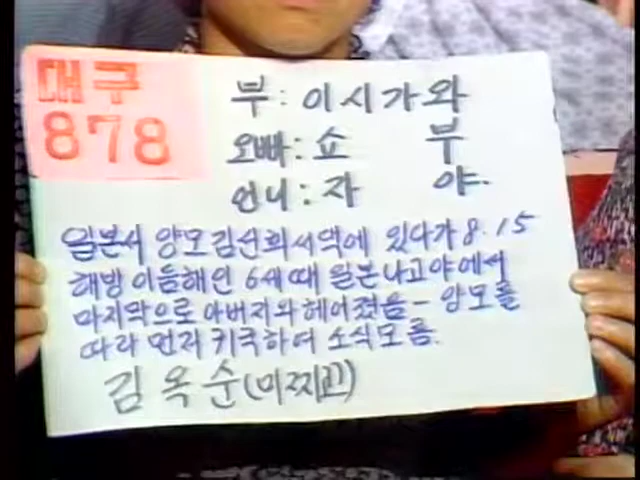 대구
878
부: 이시가와
오빠: 쇼 부
언니: 자 야.
일본서 양모김선희씨댁에 있다가 8.15
해방 이듬해인 6세때 일본나고야에서
마지막으로 아버지와 헤어졌음 - 양모를
따라 먼저 귀국하여 소식모름.
김옥순(미찌꼬)